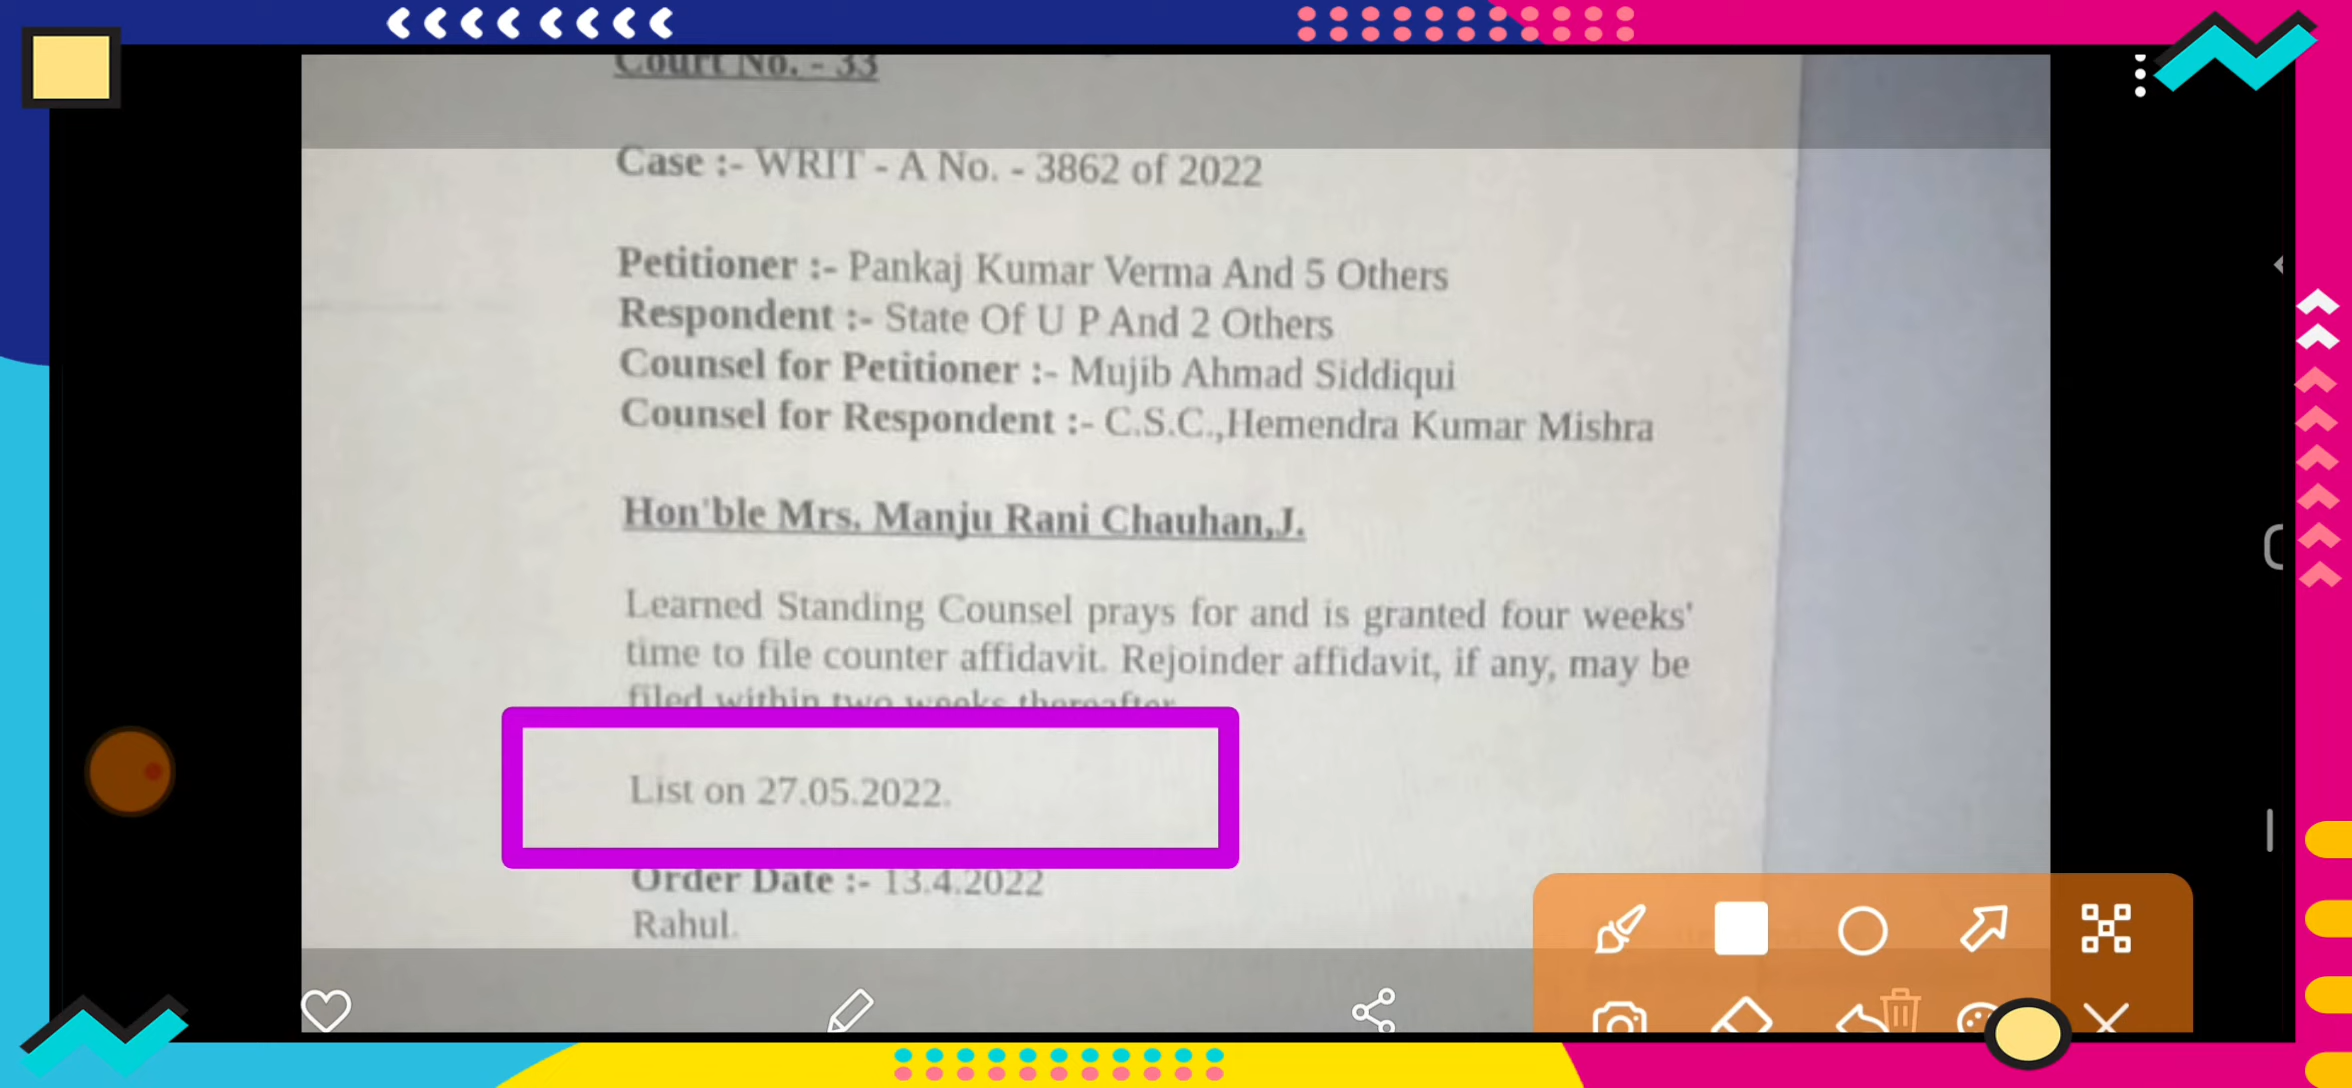 Court No. - 33
Case :- WRIT - A No. - 3862 of 2022
Petitioner :- Pankaj Kumar Verma And 5 Others
Respondent :- State Of U P And 2 Others
Counsel for Petitioner :- Mujib Ahmad Siddiqui
Counsel for Respondent :- C.S.C.,Hemendra Kumar Mishra
Hon'ble Mrs. Manju Rani Chauhan,J.
Learned Standing Counsel prays for and is granted four weeks'
time to file counter affidavit. Rejoinder affidavit, if any, may be
filed within two weeks thereafter.
List on 27.05.2022.
Order Date :- 13.4.2022
Rahul.